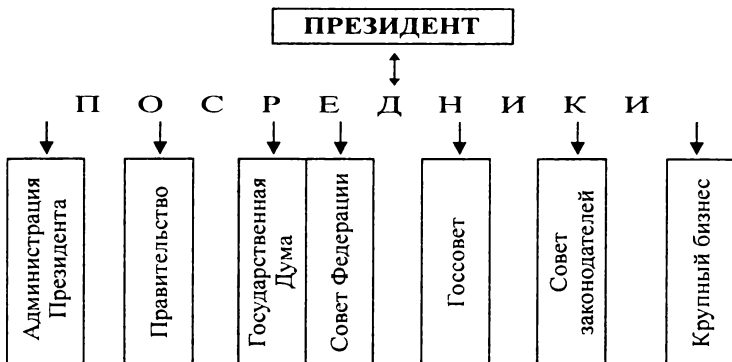 ПРЕЗИДЕНТ
П О С Р Е Д Н И К И
Администрация
Президента
Правительство
Государственная
Дума
Совет Федерации
Госсовет
Совет
законодателей
Крупный бизнес